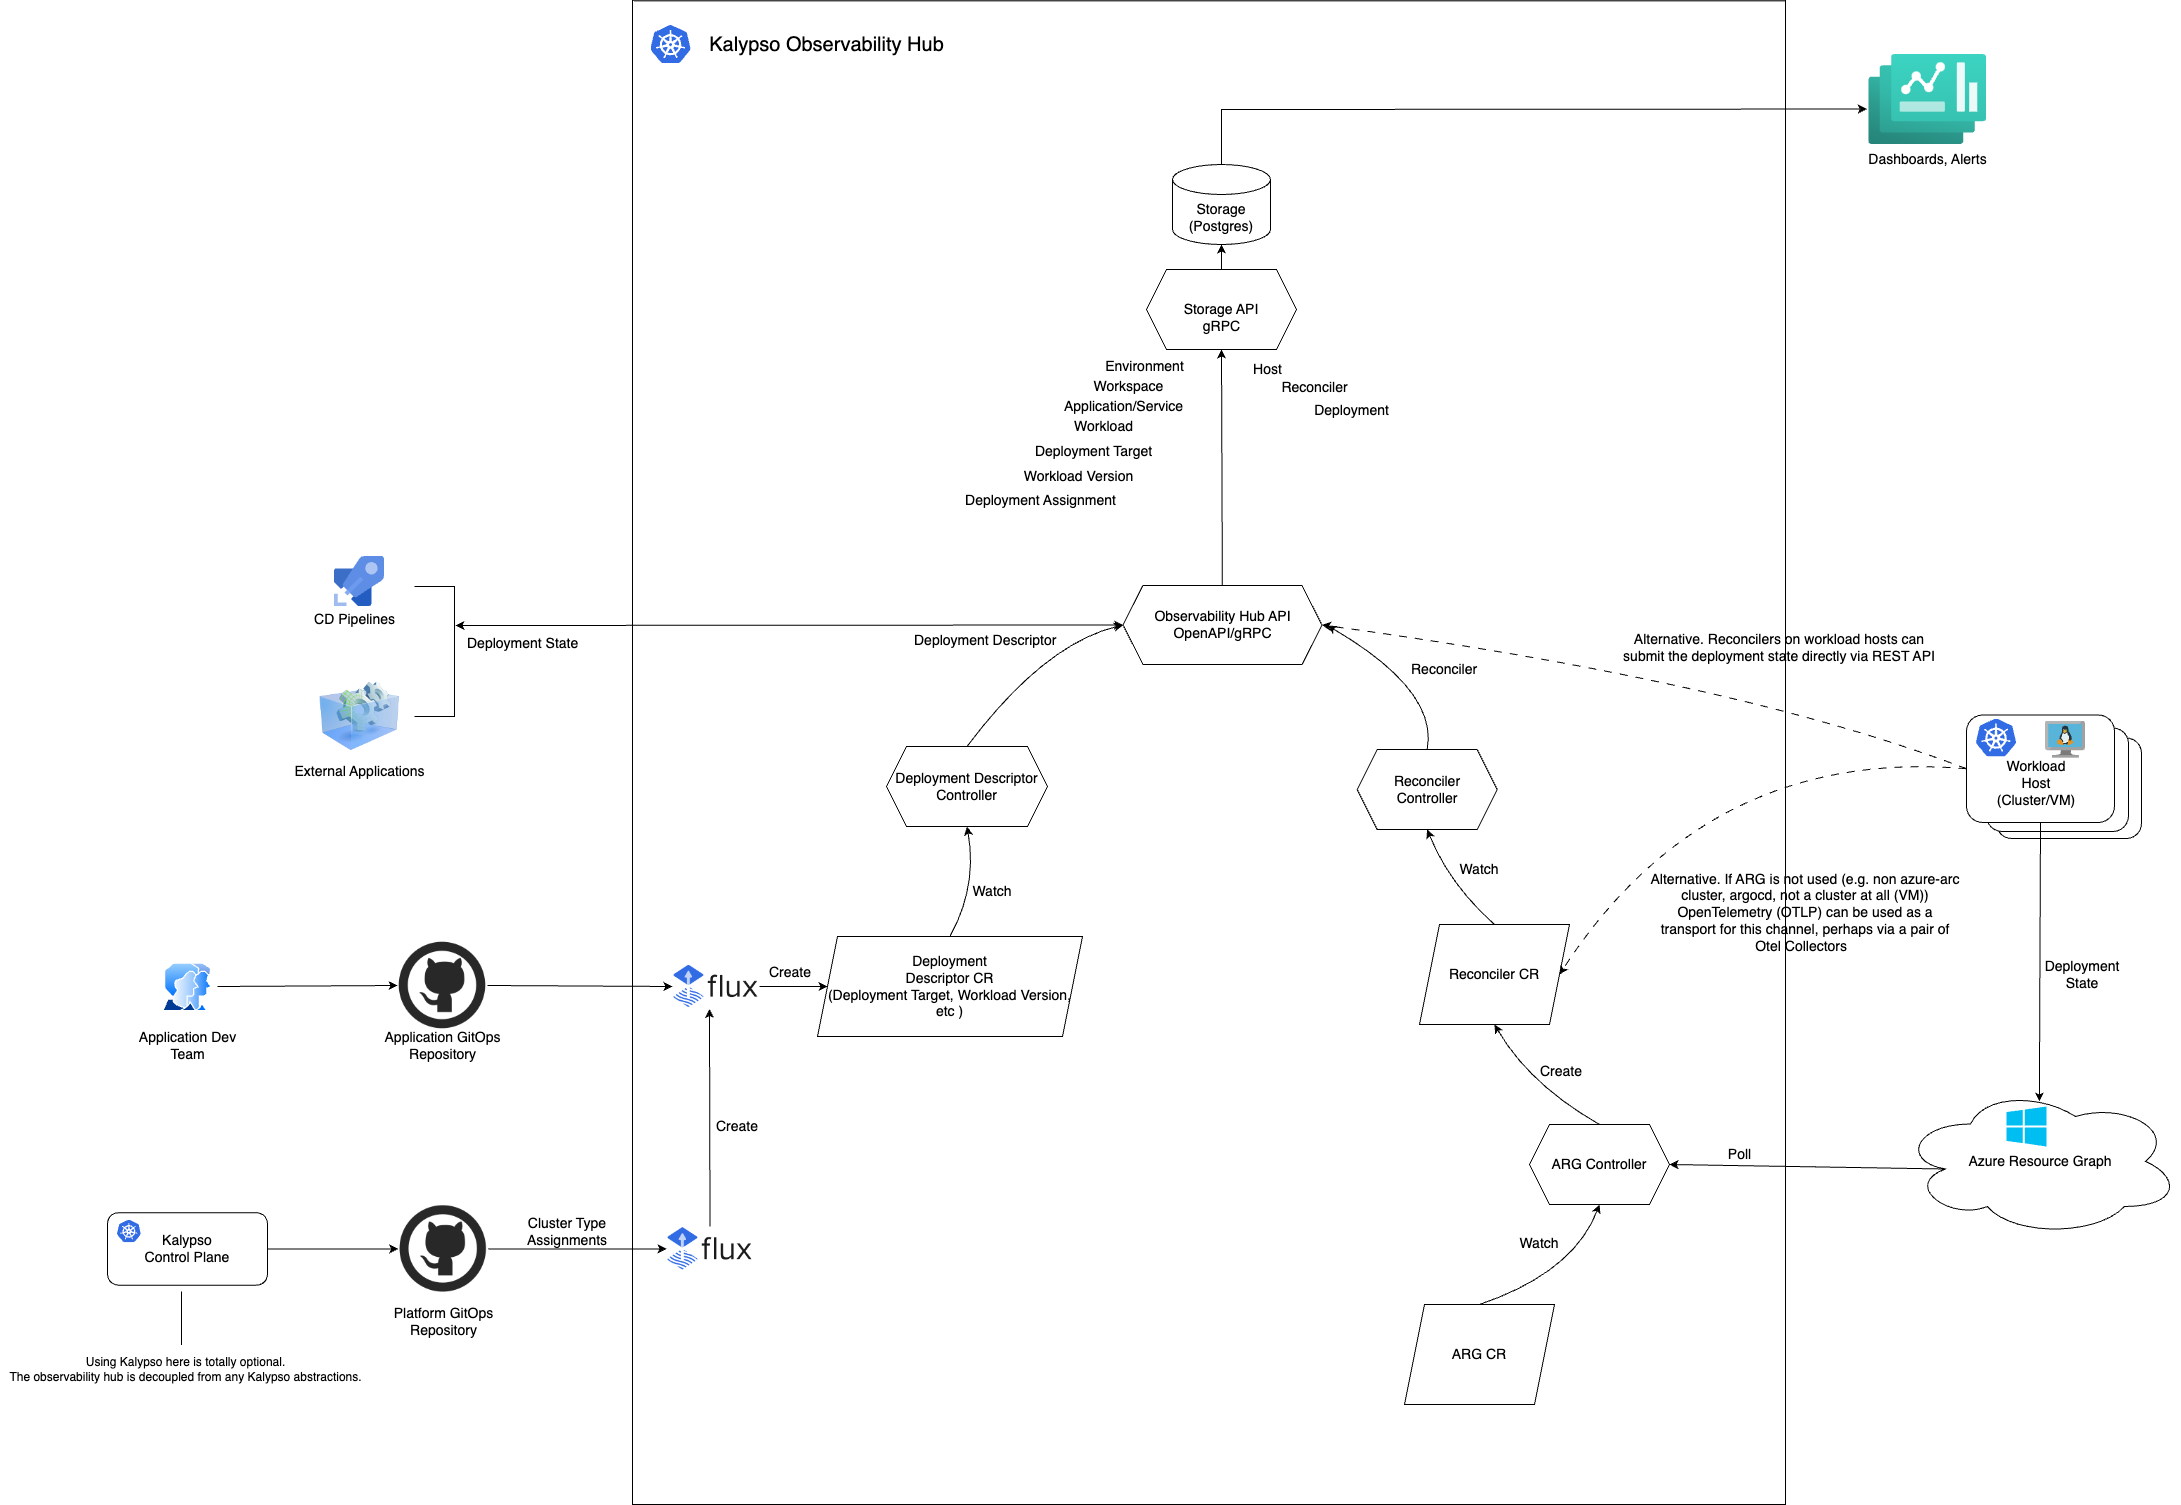 Kalypso Observability Hub
Dashboards, Alerts
Storage
(Postgres)
Storage API
gRPC
Environment
Workspace
Application/Service
Workload
Deployment Target
Workload Version
Deployment Assignment
Host
Reconciler
Deployment
CD Pipelines
Deployment State
External Applications
Deployment Descriptor
Observability Hub API
OpenAPI/gRPC
Reconciler
Alternative. Reconcilers on workload hosts can
submit the deployment state directly via REST API
Deployment Descriptor
Controller
Reconciler
Controller
Workload
Host
(Cluster/VM)
Watch
Watch
Alternative. If ARG is not used (e.g. non azure-arc
cluster, argocd, not a cluster at all (VM))
OpenTelemetry (OTLP) can be used as a
transport for this channel, perhaps via a pair of
Otel Collectors
Application Dev
Team
Application GitOps
Repository
flux
Create
Deployment
Descriptor CR
(Deployment Target, Workload Version,
etc )
Reconciler CR
Deployment
State
Create
Create
ARG Controller
Poll
Azure Resource Graph
Kalypso
Control Plane
Cluster Type
Assignments
flux
Watch
Platform GitOps
Repository
ARG CR
Using Kalypso here is totally optional.
The observability hub is decoupled from any Kalypso abstractions.